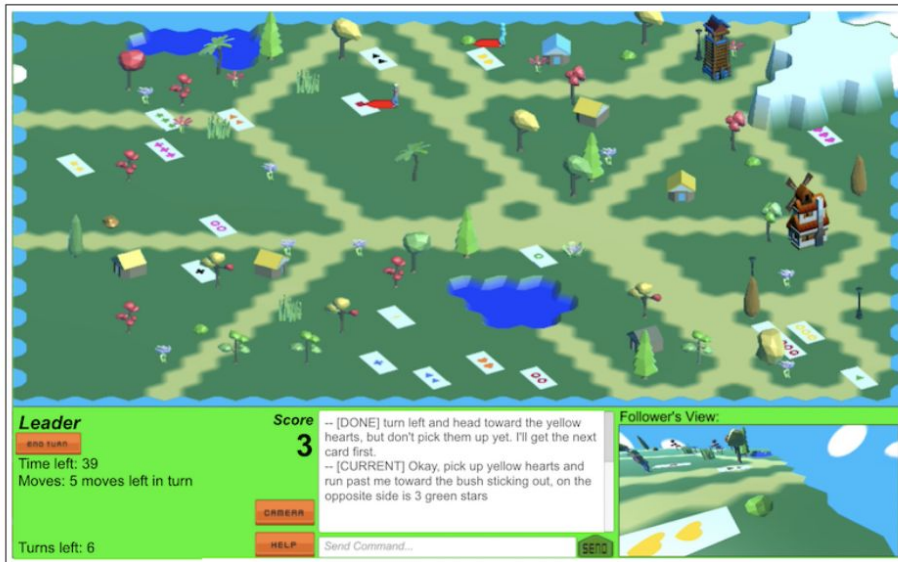 Leader
END TURN
Time left: 39
Moves: 5 moves left in turn
Turns left: 6
Score
3
CAMERA
HELP
-- [DONE] turn left and head toward the yellow
hearts, but don't pick them up yet. I'll get the next
card first.
-- [CURRENT] Okay, pick up yellow hearts and
run past me toward the bush sticking out, on the
opposite side is 3 green stars
Send Command...
SEND
Follower's View: